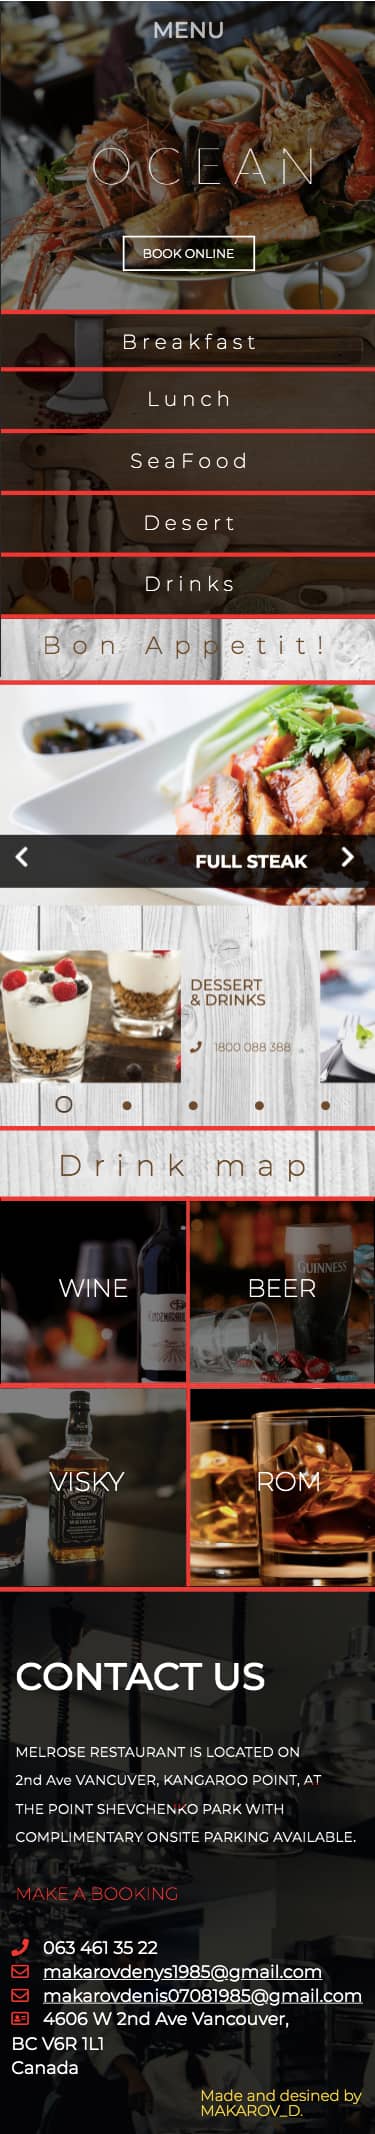 MENU
OCEAN
BOOK ONLINE
Breakfast
Lunch
SeaFood
Desert
Drinks
Bon Appetit!
FULL STEAK
DESSERT
& DRINKS
1800 088 388
Drink map
WINE
BEER
GUINNESS
VISKY
ROM
CONTACT US
MELROSE RESTAURANT IS LOCATED ON
2nd Ave VANCUVER, KANGAROO POINT, AT
THE POINT SHEVCHENKO PARK WITH
COMPLIMENTARY ONSITE PARKING AVAILABLE.
MAKE A BOOKING
063 461 35 22
makarovdenys1985@gmail.com
makarovdenis07081985@gmail.com
4606 W 2nd Ave Vancouver,
BC V6R 1L1
Canada
Made and desined by
MAKAROV_D.